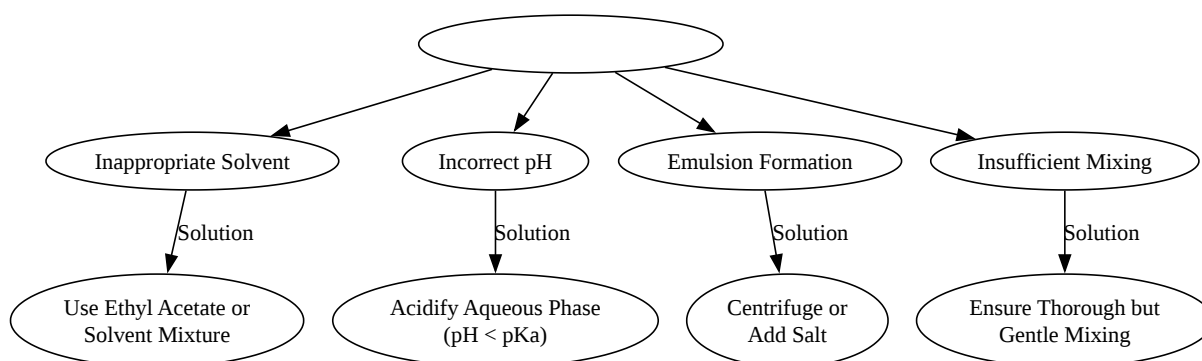 Inappropriate Solvent
Incorrect pH
Emulsion Formation
Insufficient Mixing
Solution
Solution
Solution
Solution
Use Ethyl Acetate or
Solvent Mixture
Acidify Aqueous Phase
(pH < pKa)
Centrifuge or
Add Salt
Ensure Thorough but
Gentle Mixing